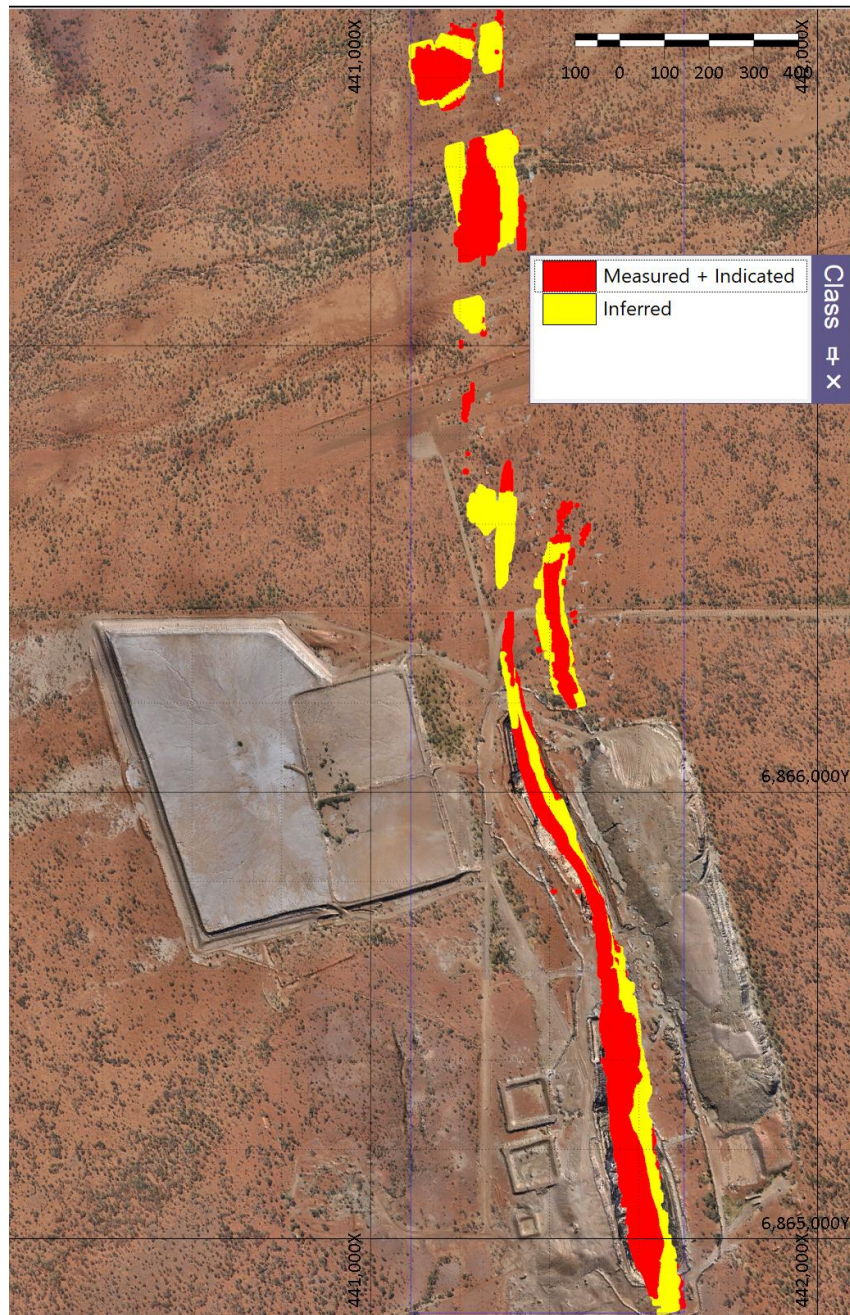 441,000X
442,000X
100 0 100 200 300 400
Class
Measured + Indicated
Inferred
6,866,000Y
6,865,000Y
441,000X
442,000X